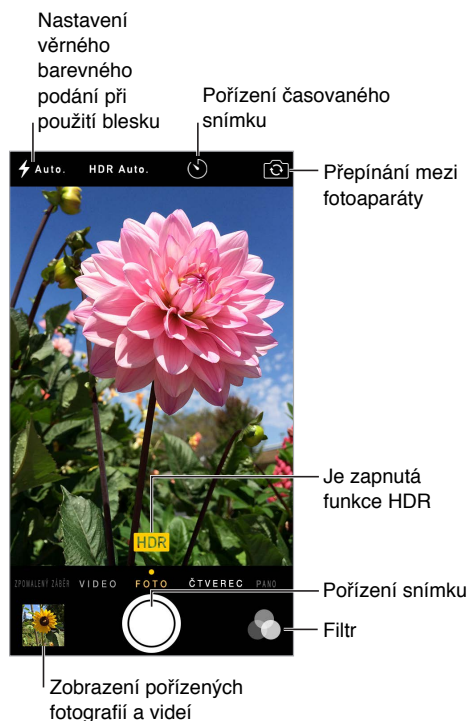 Nastavení
věrného
barevného
podání při
použití blesku
Pořízení časovaného
snímku
Auto.
HDR Auto.
Přepínání mezi
fotoaparáty
Je zapnutá
funkce HDR
HDR
ZPOMALENÝ ZÁBĚR VIDEO FOTO ČTVEREC PANO
Pořízení snímku
Filtr
Zobrazení pořízených
fotografií a videí